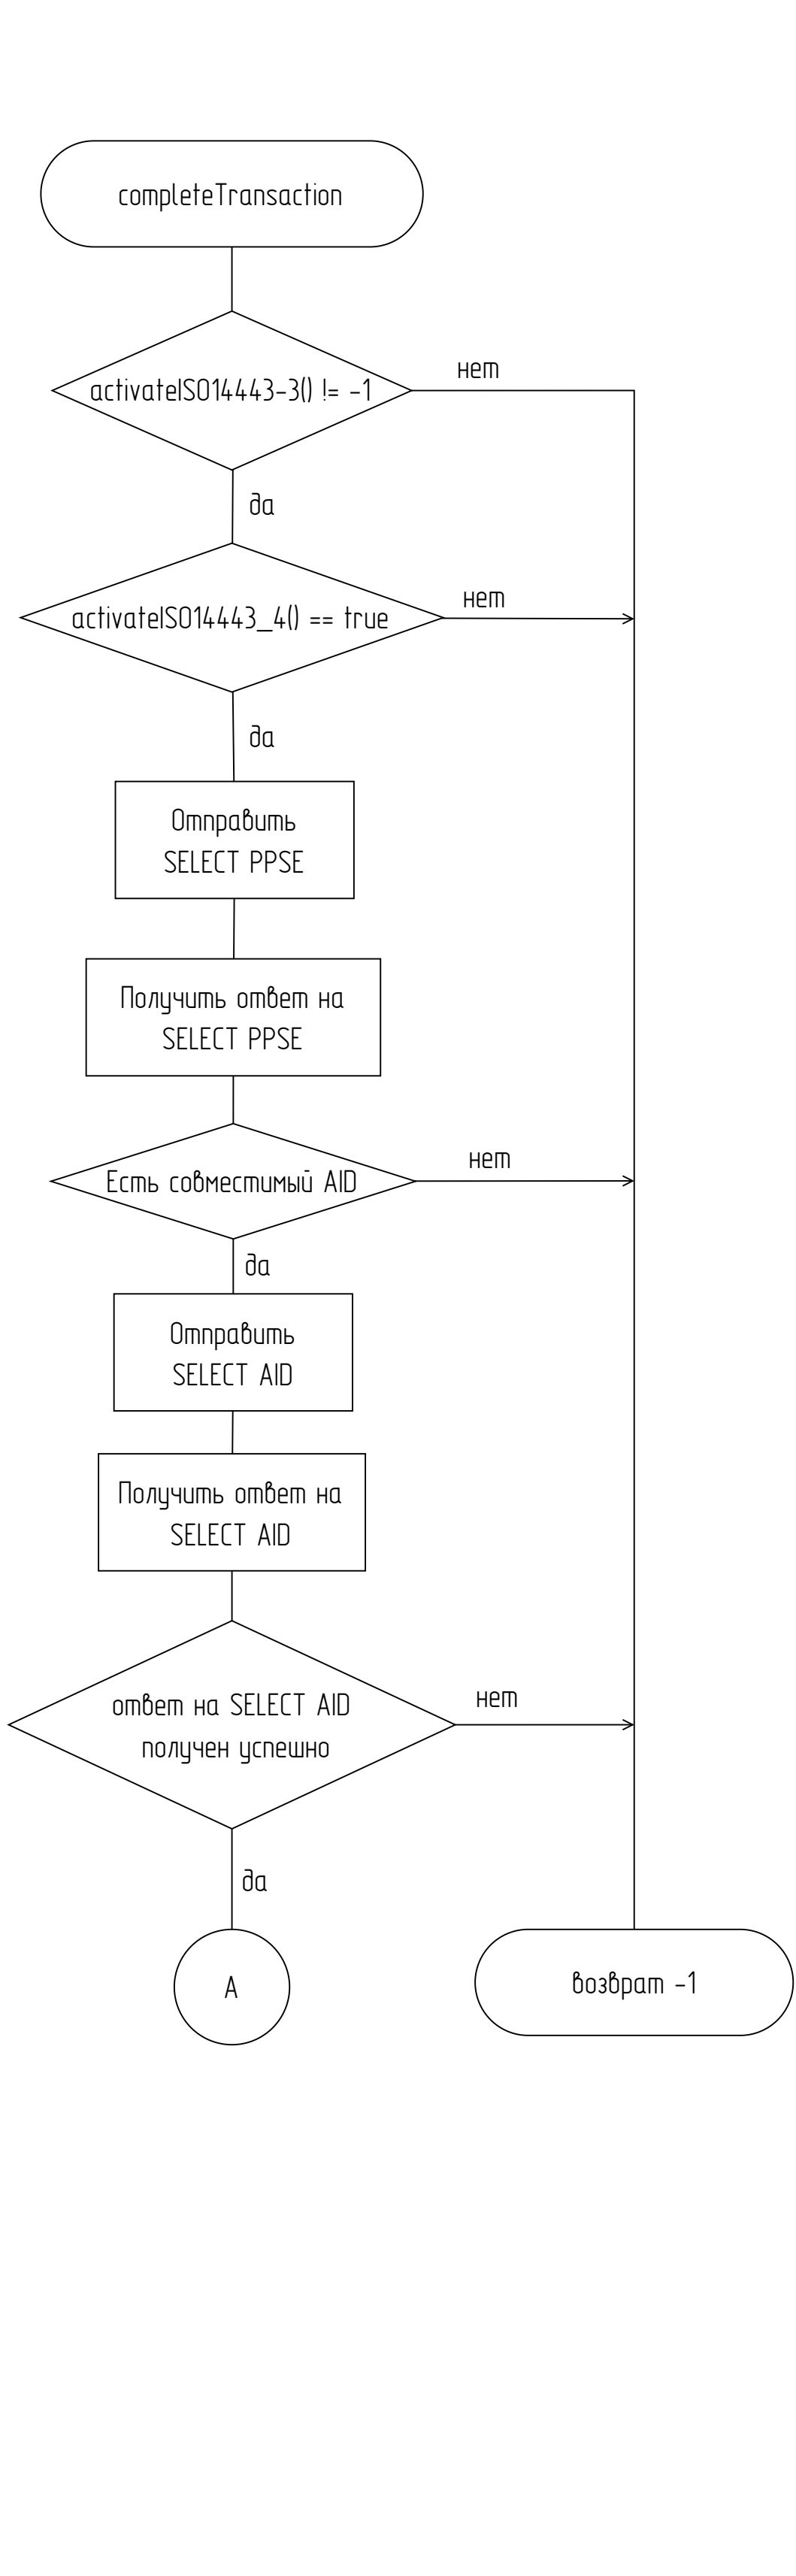 completeTransaction
activateISO14443-3() != -1
нет
да
activateISO14443_4() == true
нет
да
Отправить
SELECT PPSE
Получить ответ на
SELECT PPSE
Есть совместимый AID
нет
да
Отправить
SELECT AID
Получить ответ на
SELECT AID
ответ на SELECT AID
получен успешно
нет
да
А
возврат -1